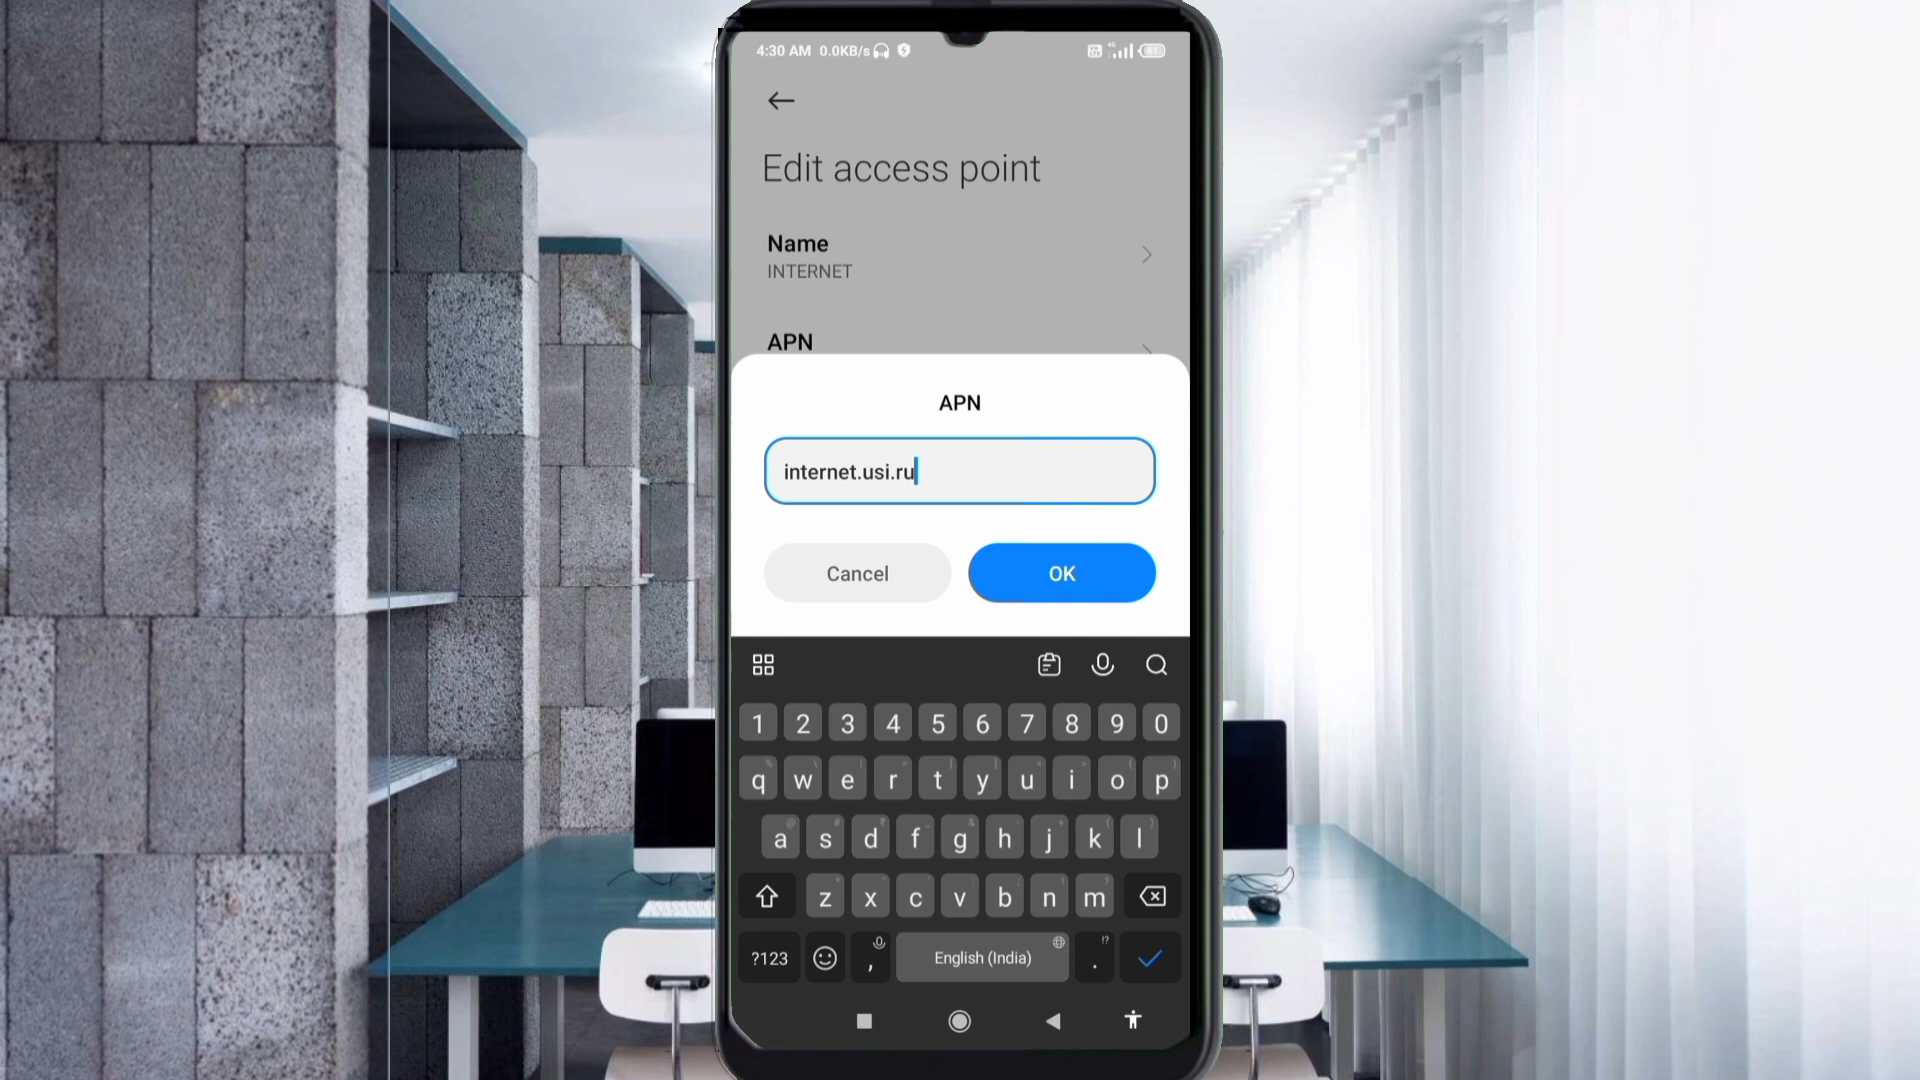 4:30 AM 0.0KB/s
Edit access point
Name
INTERNET
APN
APN
internet.usi.ru
Cancel
OK
1 2 3 4 5 6 7 8 9 0
q w e r t y u i o p
a s d f g h j k l
z x c v b n m
?123 , English (India) . !?